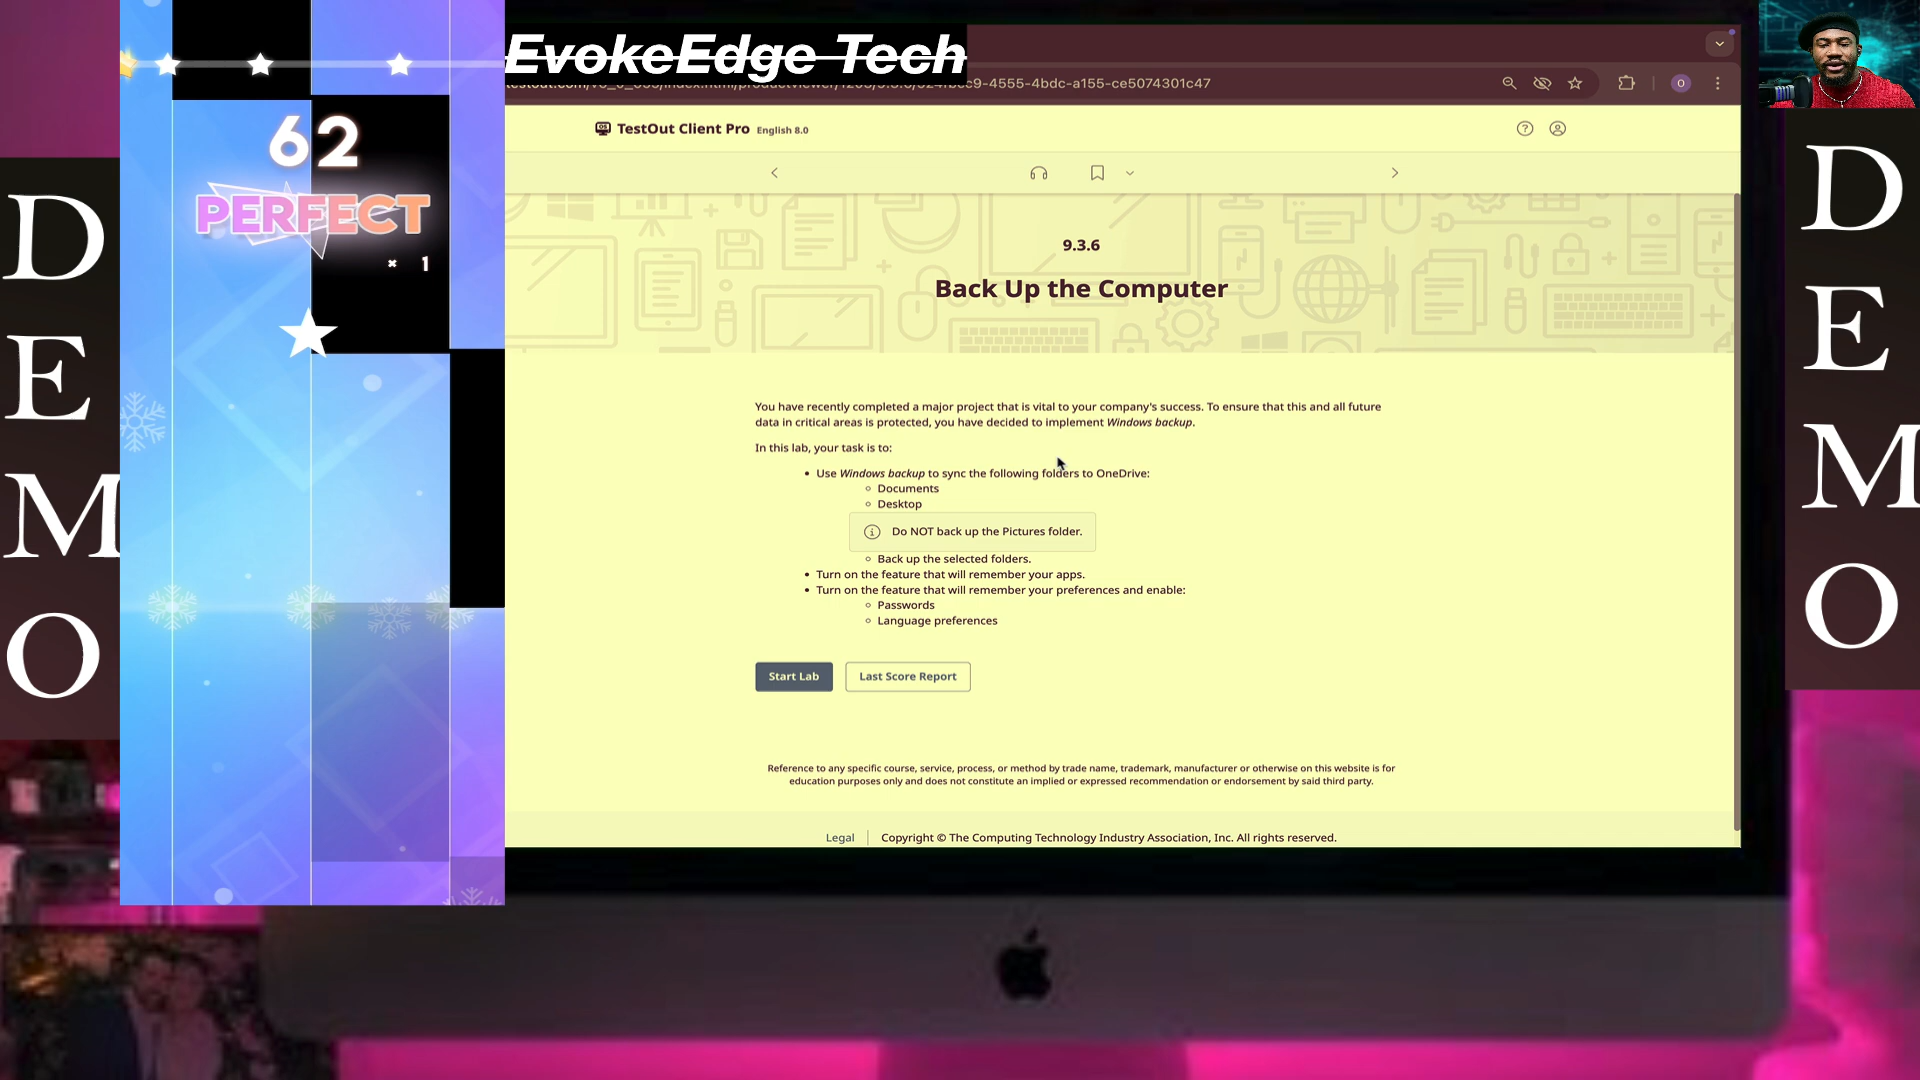 EvokeEdge Tech
c9-4555-4bdc-a155-ce5074301c47
O
62
PERFECT
× 1
D
E
M
O
TestOut Client Pro English 8.0
9.3.6
Back Up the Computer
You have recently completed a major project that is vital to your company's success. To ensure that this and all future
data in critical areas is protected, you have decided to implement Windows backup.
In this lab, your task is to:
• Use Windows backup to sync the following folders to OneDrive:
○ Documents
○ Desktop
Do NOT back up the Pictures folder.
○ Back up the selected folders.
• Turn on the feature that will remember your apps.
• Turn on the feature that will remember your preferences and enable:
○ Passwords
○ Language preferences
Start Lab
Last Score Report
Reference to any specific course, service, process, or method by trade name, trademark, manufacturer or otherwise on this website is for
education purposes only and does not constitute an implied or expressed recommendation or endorsement by said third party.
Legal
Copyright © The Computing Technology Industry Association, Inc. All rights reserved.
D
E
M
O